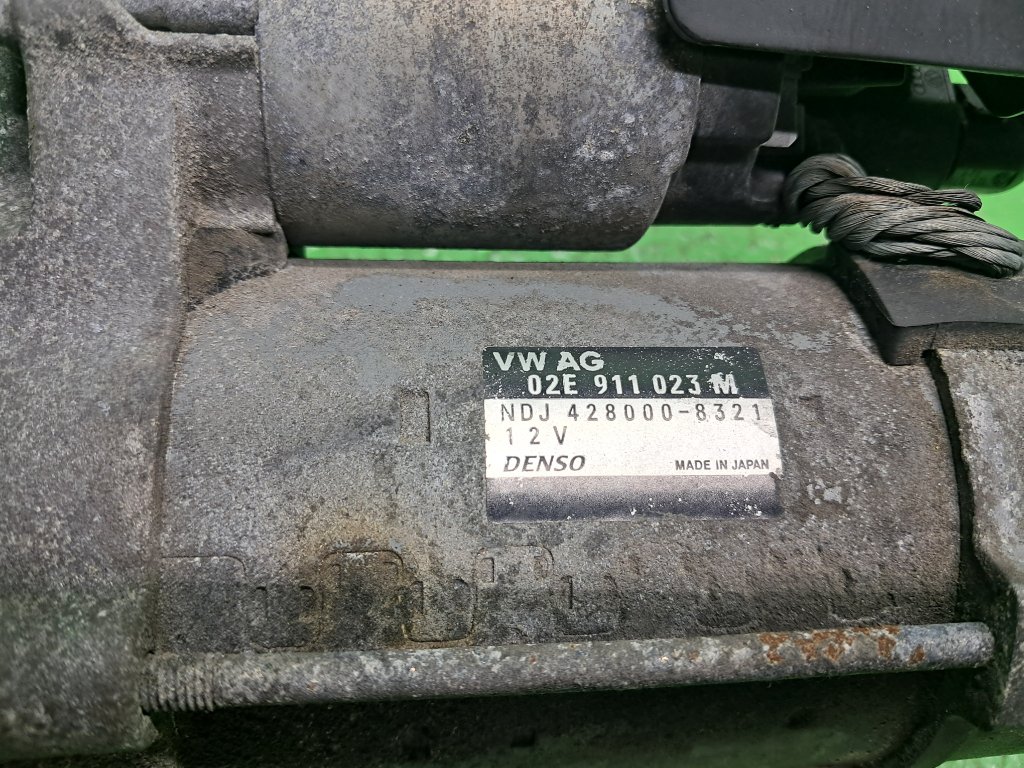 VW AG
02E 911 023 M
NDJ 428000-8321
12V
DENSO MADE IN JAPAN